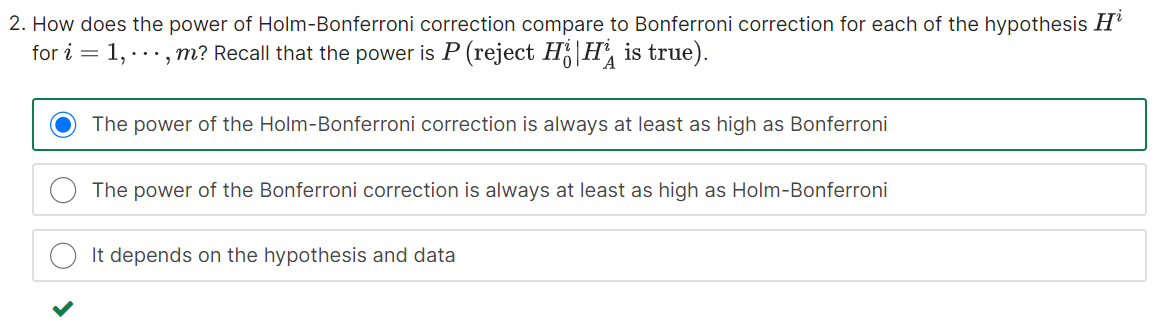 2. How does the power of Holm-Bonferroni correction compare to Bonferroni correction for each of the hypothesis $H^i$
for $i = 1, \cdots, m$? Recall that the power is $P(\text{reject } H_0^i | H_A^i \text{ is true})$.
The power of the Holm-Bonferroni correction is always at least as high as Bonferroni
The power of the Bonferroni correction is always at least as high as Holm-Bonferroni
It depends on the hypothesis and data